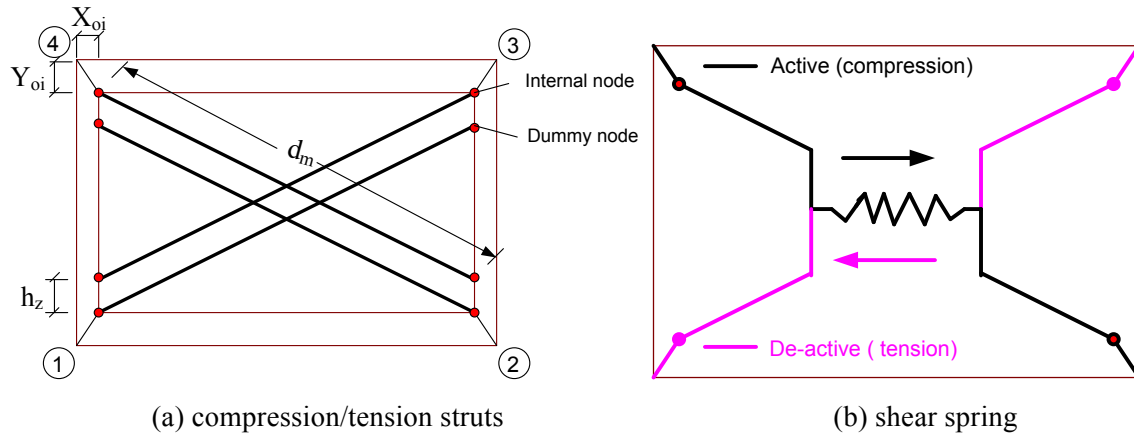 X_oi
4
3
Y_oi
Internal node
Dummy node
d_m
h_z
1
2
(a) compression/tension struts
Active (compression)
De-active ( tension)
(b) shear spring